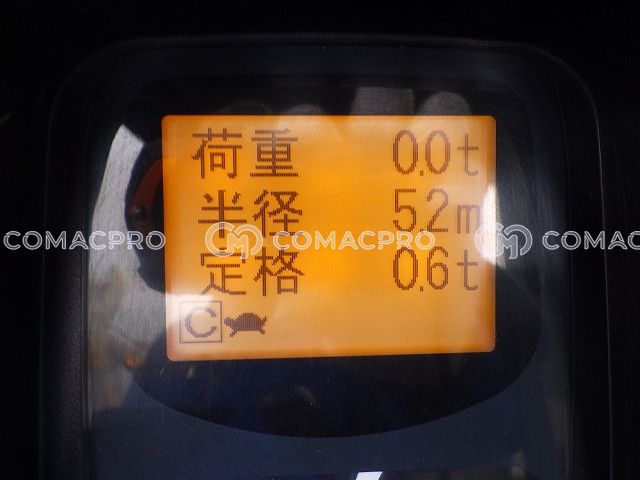 荷重 0.0t
半径 5.2m
定格 0.6t
C
COMACPRO COMACPRO COMACPRO